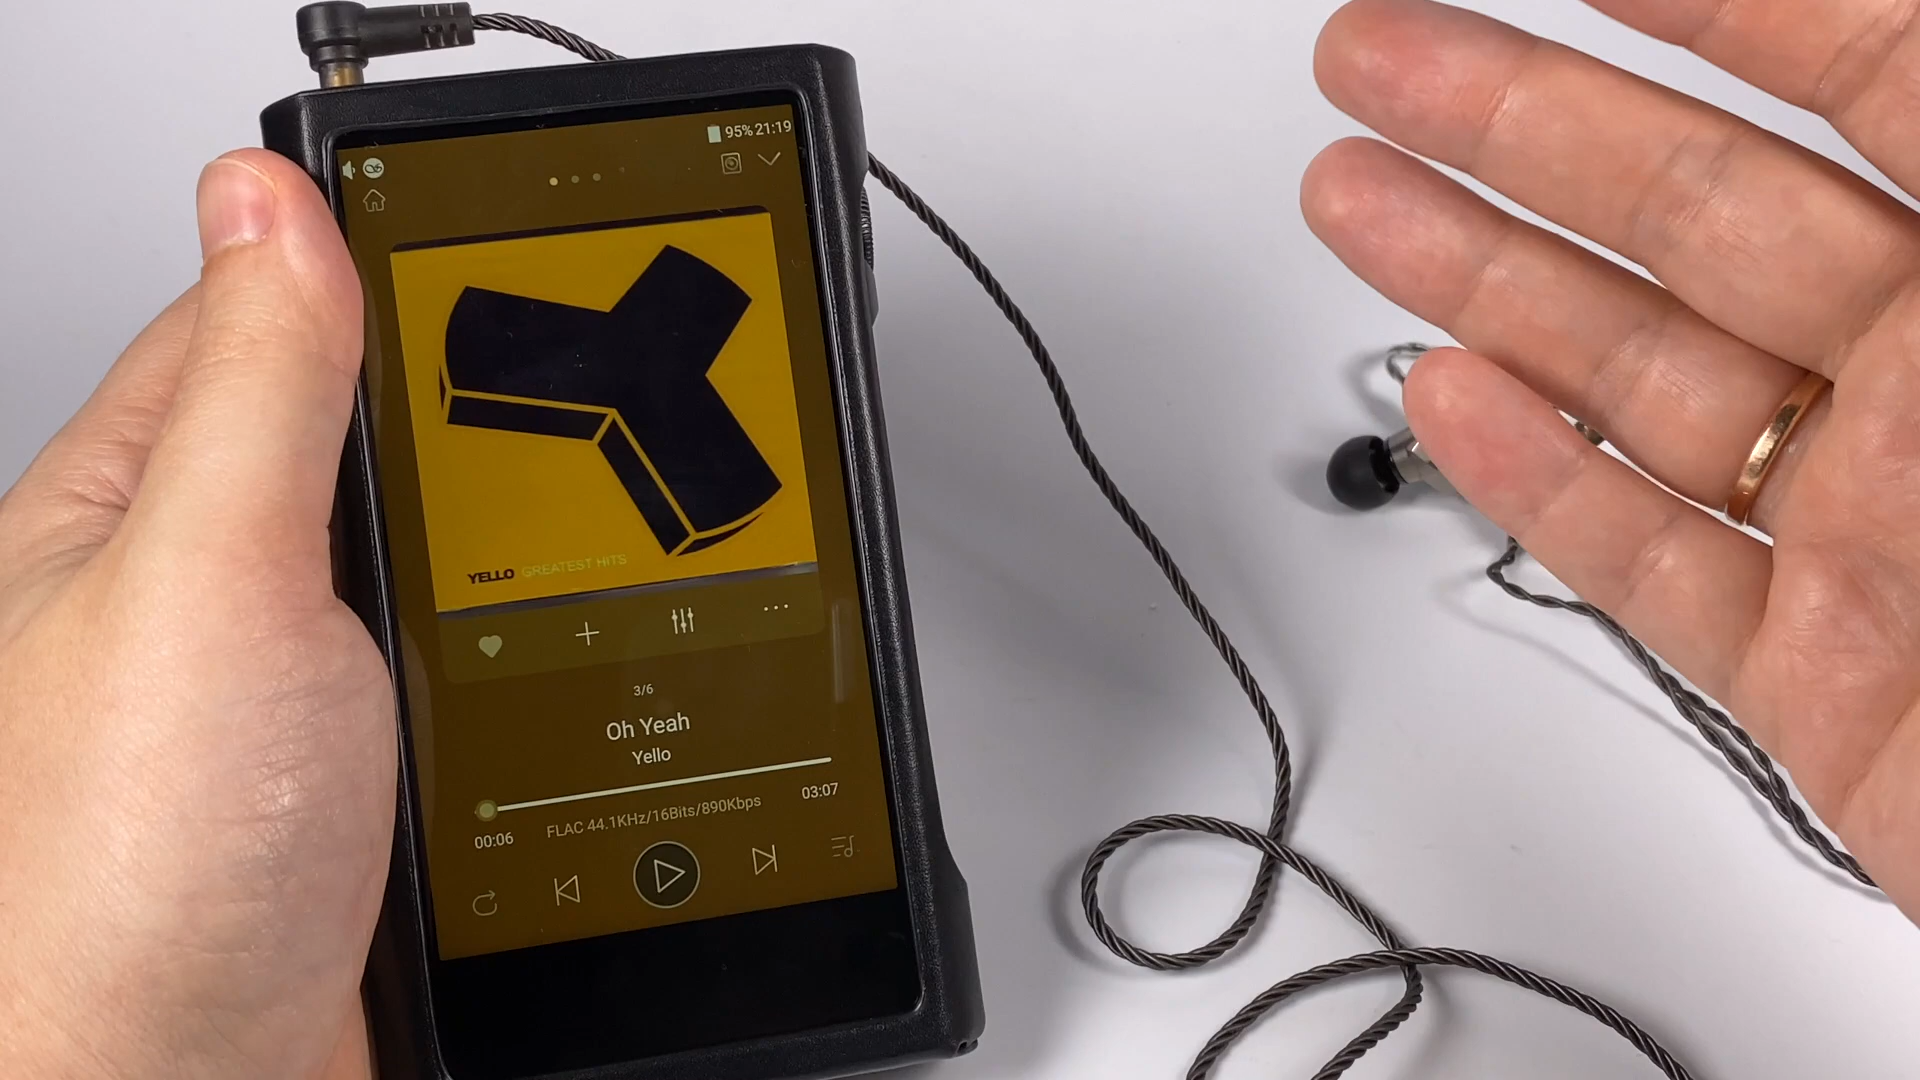 95% 21:19
YELLO GREATEST HITS
3/6
Oh Yeah
Yello
00:06 FLAC 44.1KHz/16Bits/890Kbps 03:07